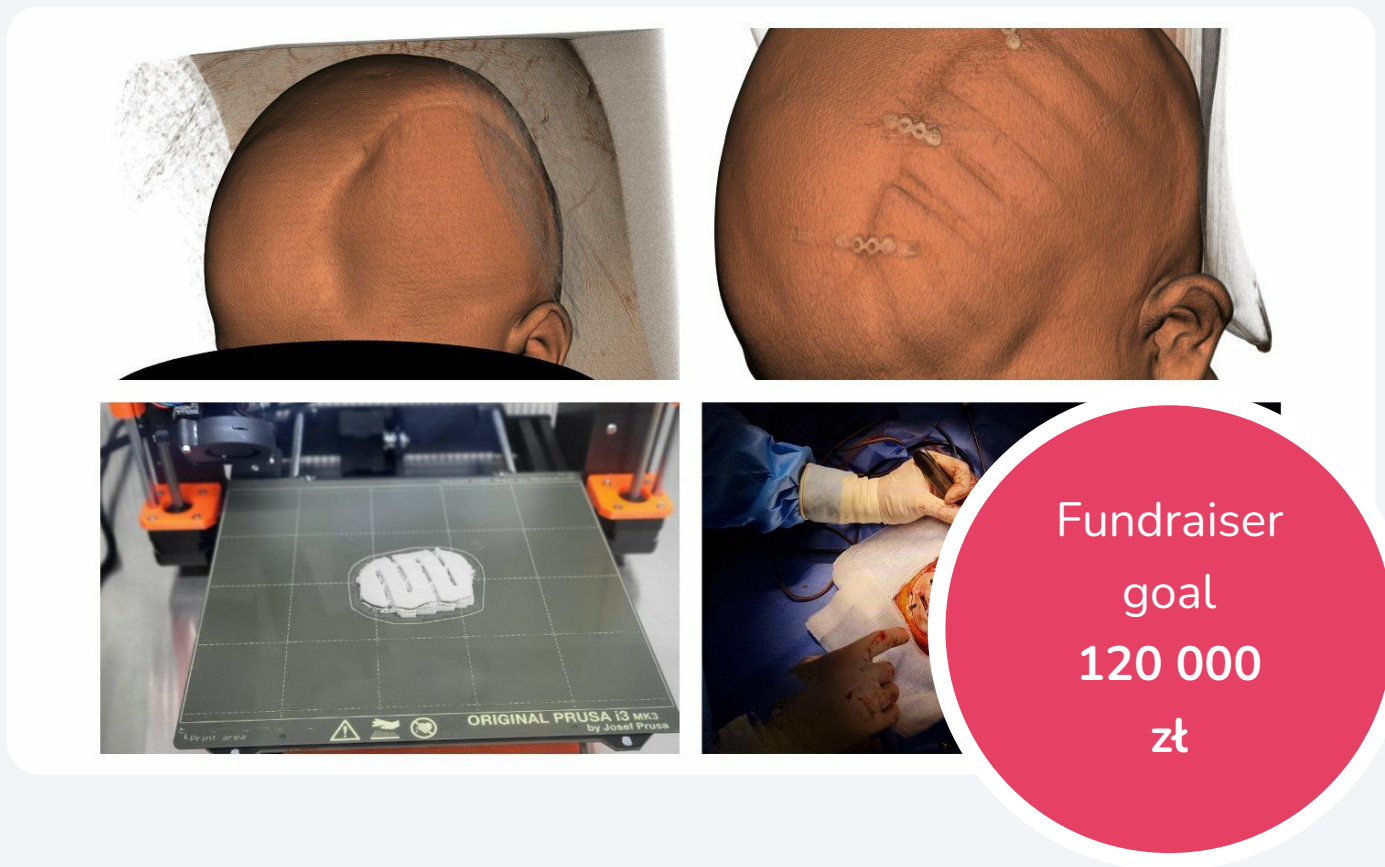 ORIGINAL PRUSA i3 MK3
by Josef Prusa
print area
Fundraiser
goal
120 000
zł